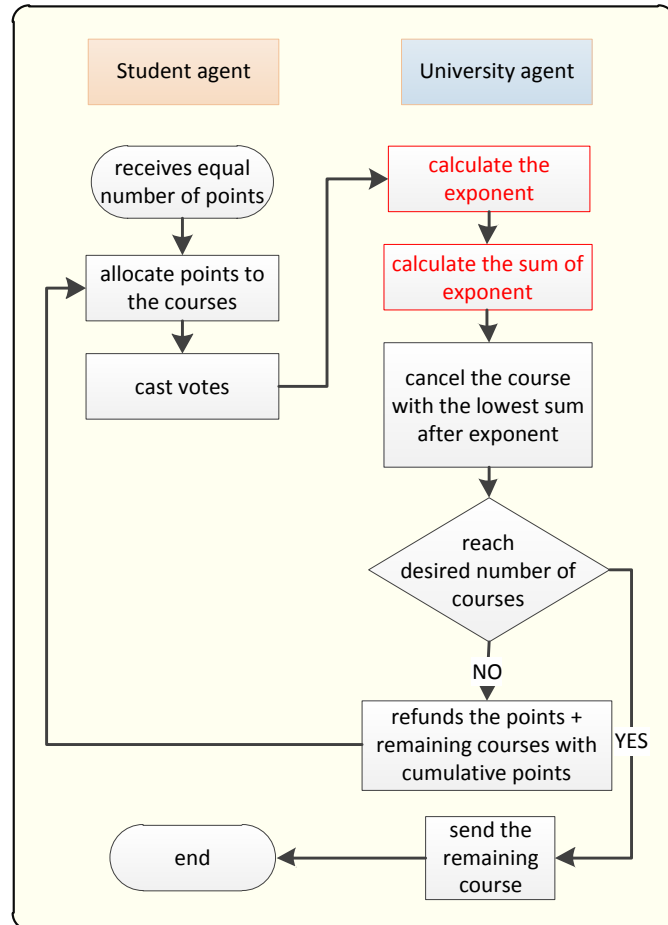 Student agent
University agent
receives equal
number of points
allocate points to
the courses
cast votes
calculate the
exponent
calculate the sum of
exponent
cancel the course
with the lowest sum
after exponent
reach
desired number of
courses
NO
YES
refunds the points +
remaining courses with
cumulative points
send the
remaining
course
end